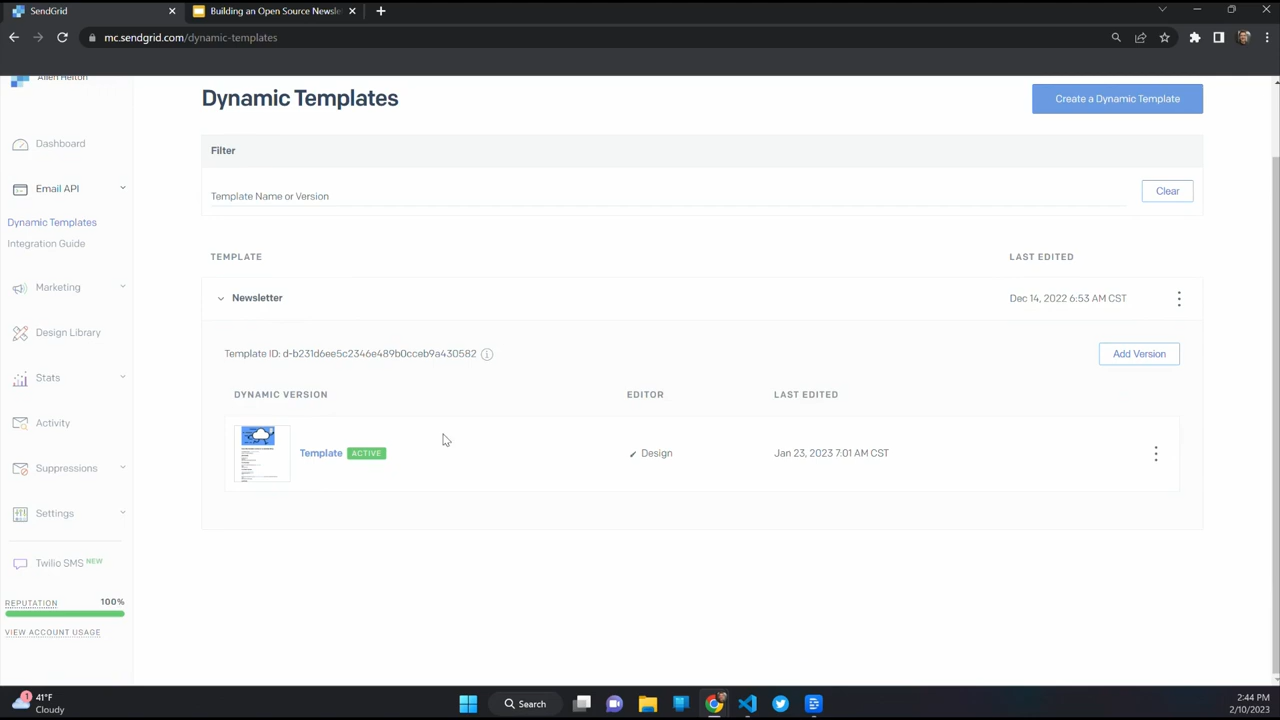 SendGrid
Building an Open Source Newsle
mc.sendgrid.com/dynamic-templates
Allen Helton
Dynamic Templates
Create a Dynamic Template
Dashboard
Filter
Email API
Template Name or Version
Clear
Dynamic Templates
Integration Guide
TEMPLATE
LAST EDITED
Marketing
Newsletter
Dec 14, 2022 6:53 AM CST
Design Library
Template ID: d-b231d6ee5c2346e489b0cceb9a430582
Add Version
Stats
DYNAMIC VERSION
EDITOR
LAST EDITED
Activity
Template ACTIVE
Design
Jan 23, 2023 7:01 AM CST
Suppressions
Settings
Twilio SMS NEW
REPUTATION 100%
VIEW ACCOUNT USAGE
1
41°F
Cloudy
Search
2:44 PM
2/10/2023